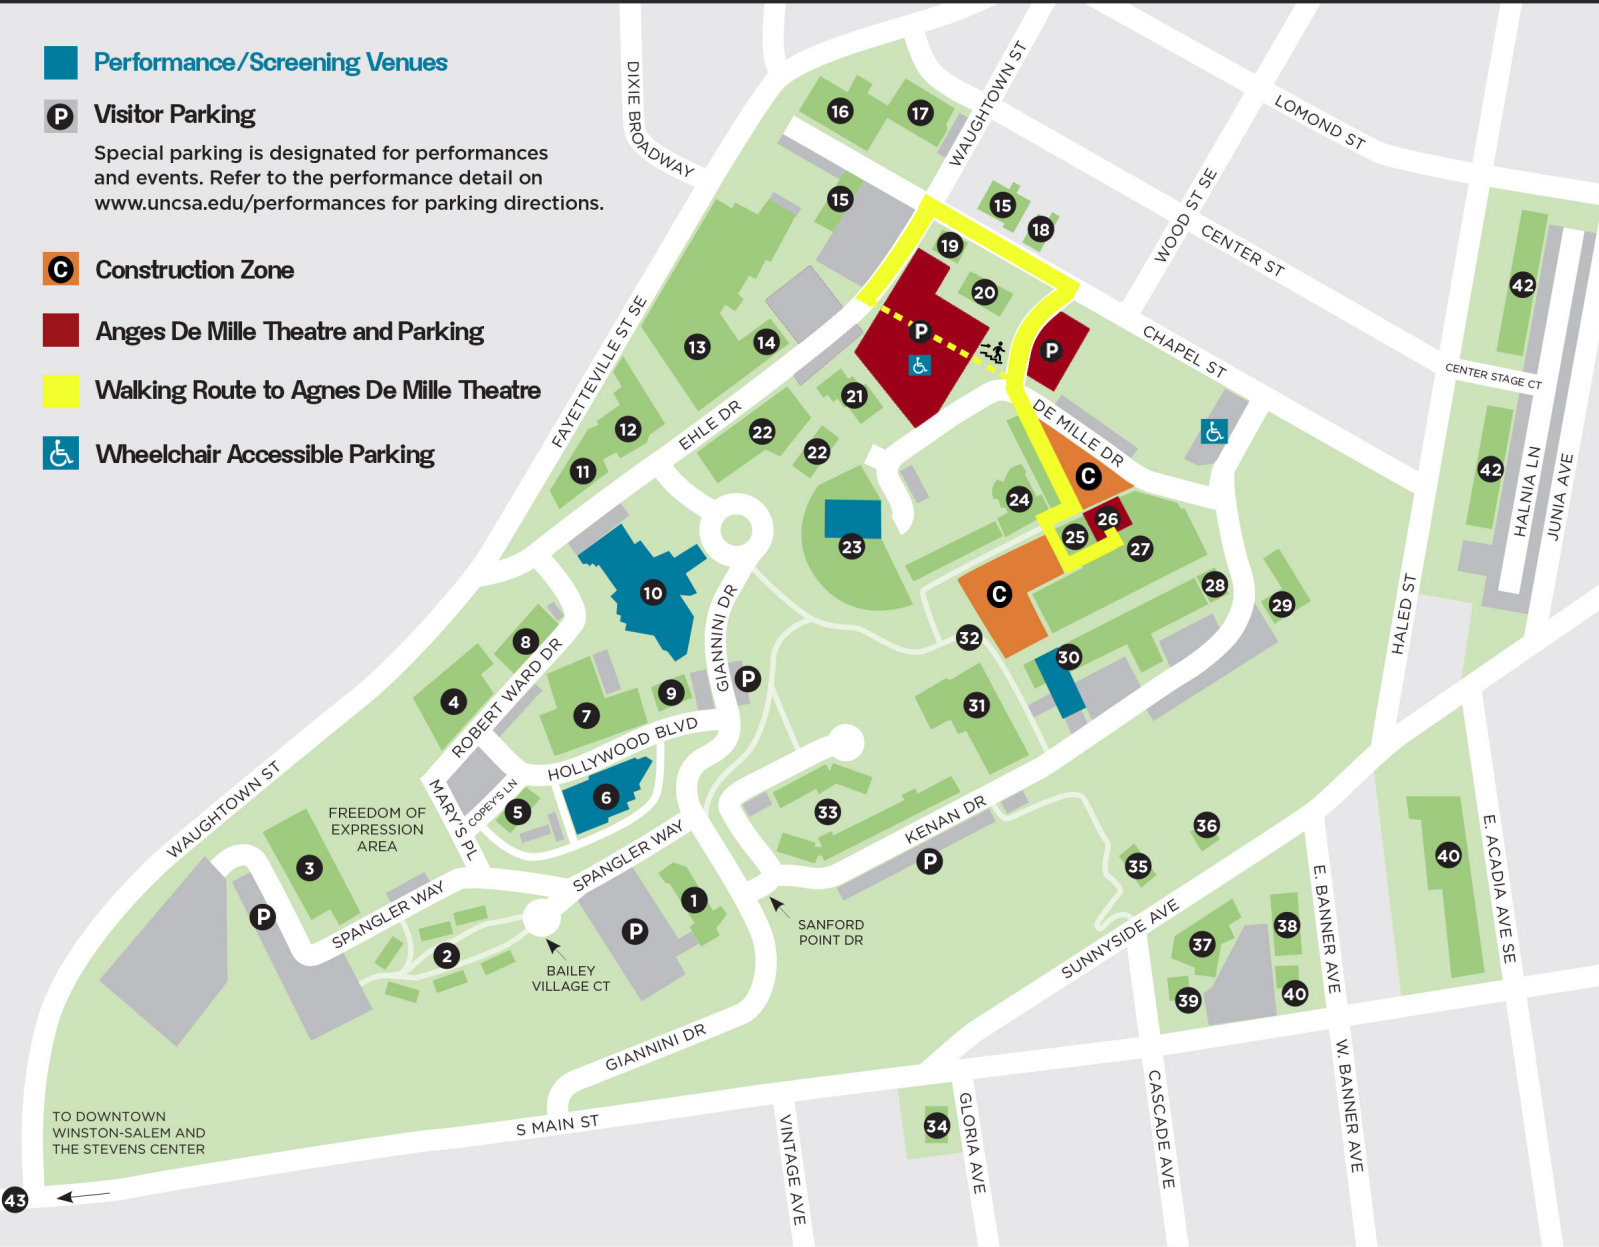 Performance/Screening Venues
P Visitor Parking
Special parking is designated for performances
and events. Refer to the performance detail on
www.uncsa.edu/performances for parking directions.
C Construction Zone
Anges De Mille Theatre and Parking
Walking Route to Agnes De Mille Theatre
Wheelchair Accessible Parking
DIXIE BROADWAY
WAUGHTOWN ST
LOMOND ST
WOOD ST SE
CENTER ST
16
17
15
15
18
19
20
42
FAYETTEVILLE ST SE
13
14
P
P
CHAPEL ST
CENTER STAGE CT
21
EHLE DR
DE MILLE DR
12
22
22
11
42
HALNIA LN
JUNIA AVE
C
24
26
25
27
23
10
C
28
29
HALED ST
GIANNINI DR
8
ROBERT WARD DR
32
30
4
7
9
P
31
HOLLYWOOD BLVD
MARY'S PL
COPEY'S LN
5
6
WAUGHTOWN ST
FREEDOM OF
EXPRESSION
AREA
33
KENAN DR
36
35
P
SPANGLER WAY
3
E. ACADIA AVE SE
40
E. BANNER AVE
1
P
SPANGLER WAY
P
2
SANFORD
POINT DR
BAILEY
VILLAGE CT
SUNNYSIDE AVE
37
38
39
40
GIANNINI DR
W. BANNER AVE
CASCADE AVE
GLORIA AVE
VINTAGE AVE
34
S MAIN ST
TO DOWNTOWN
WINSTON-SALEM AND
THE STEVENS CENTER
43